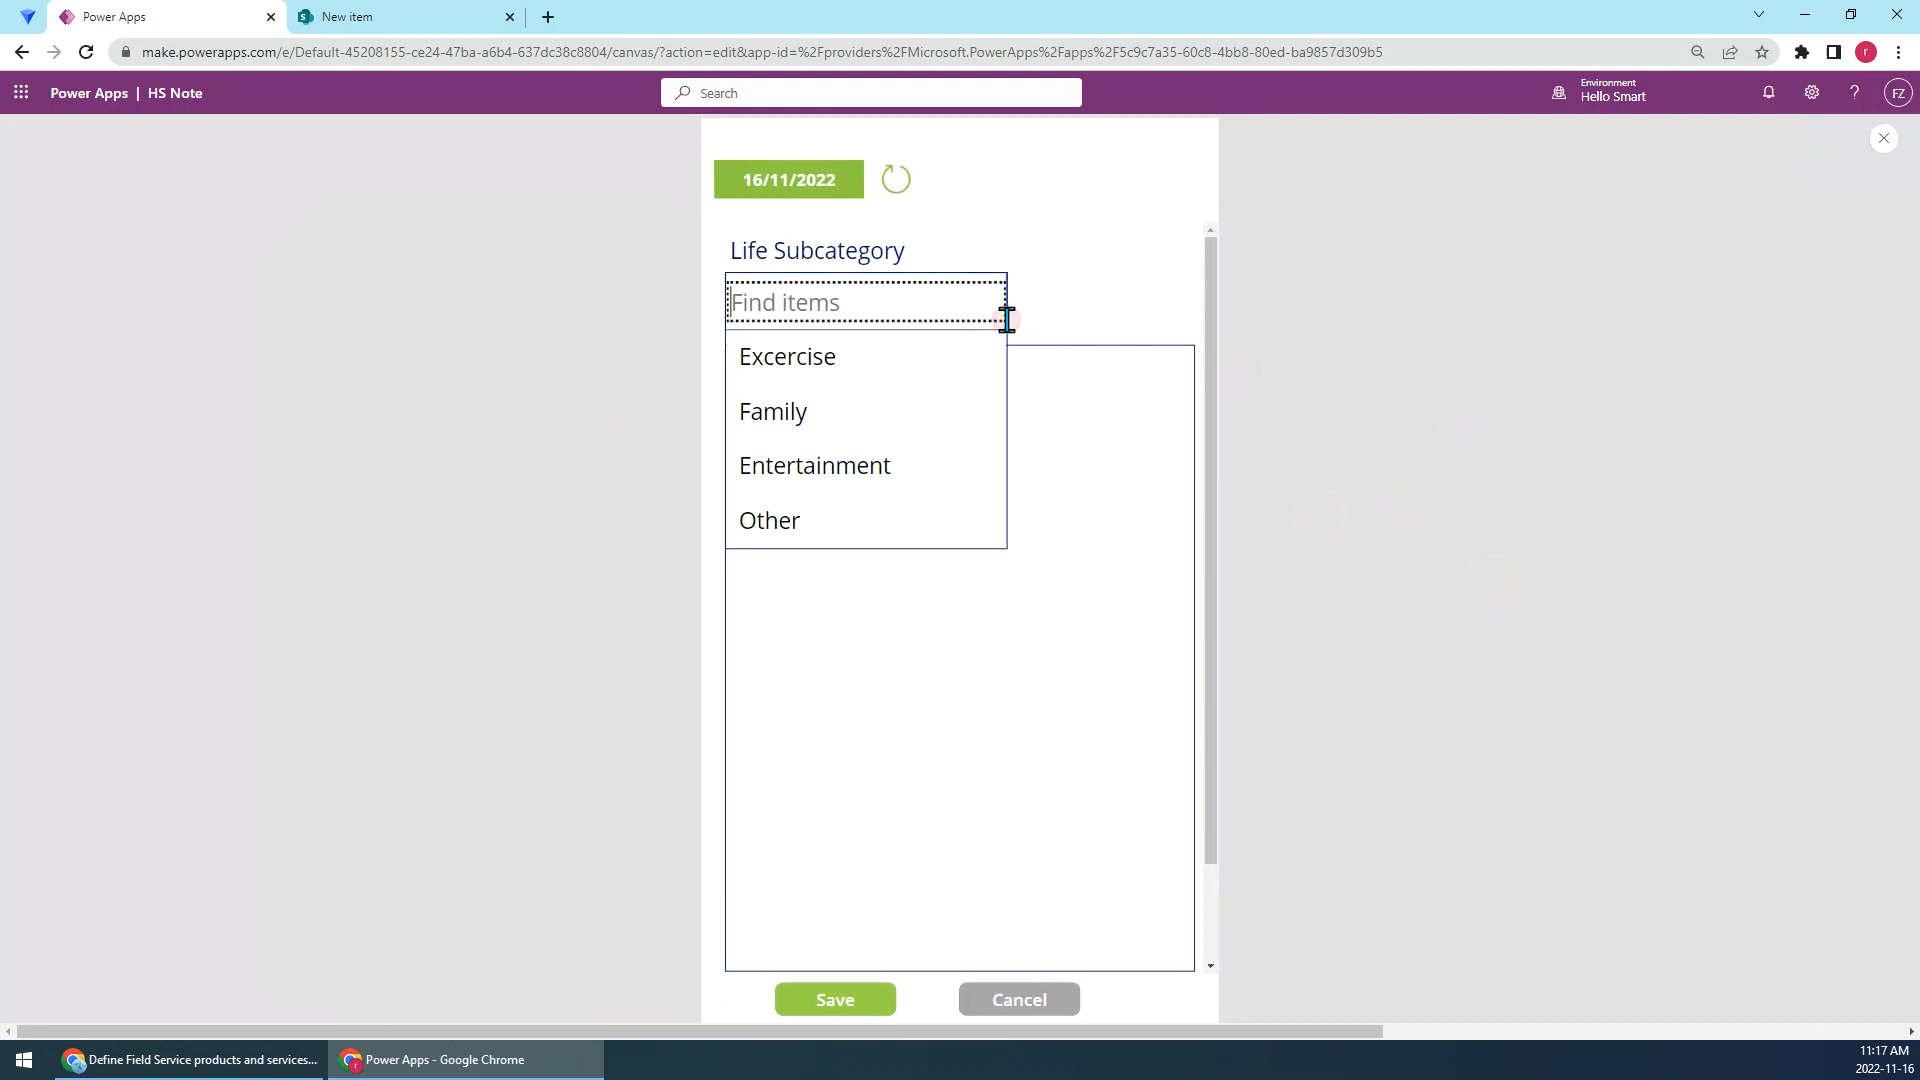 Power Apps
New item
make.powerapps.com/e/Default-45208155-ce24-47ba-a6b4-637dc38c8804/canvas/?action=edit&app-id=%2Fproviders%2FMicrosoft.PowerApps%2Fapps%2F5c9c7a35-60c8-4bb8-80ed-ba9857d309b5
r
Power Apps | HS Note
Search
Environment
Hello Smart
?
FZ
16/11/2022
Life Subcategory
Find items
Excercise
Family
Entertainment
Other
Save
Cancel
Define Field Service products and services...
Power Apps - Google Chrome
11:17 AM
2022-11-16